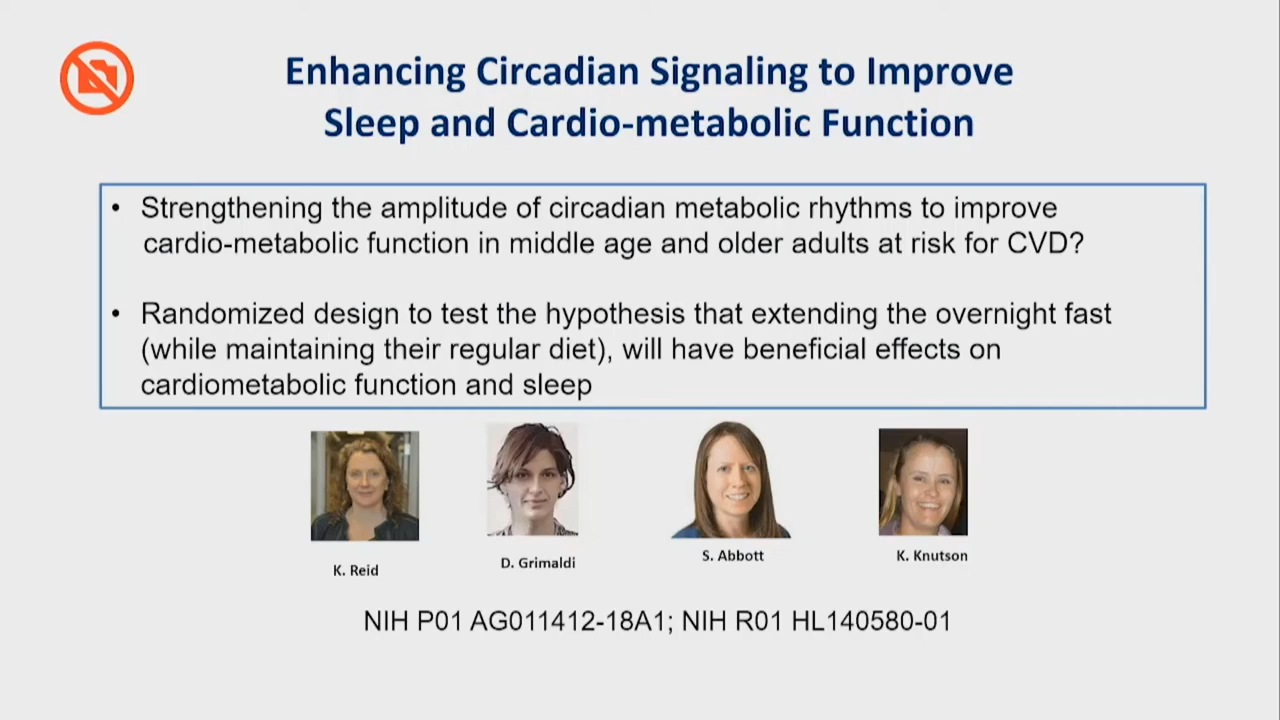 Enhancing Circadian Signaling to Improve
Sleep and Cardio-metabolic Function
• Strengthening the amplitude of circadian metabolic rhythms to improve
cardio-metabolic function in middle age and older adults at risk for CVD?
• Randomized design to test the hypothesis that extending the overnight fast
(while maintaining their regular diet), will have beneficial effects on
cardiometabolic function and sleep
K. Reid
D. Grimaldi
S. Abbott
K. Knutson
NIH P01 AG011412-18A1; NIH R01 HL140580-01